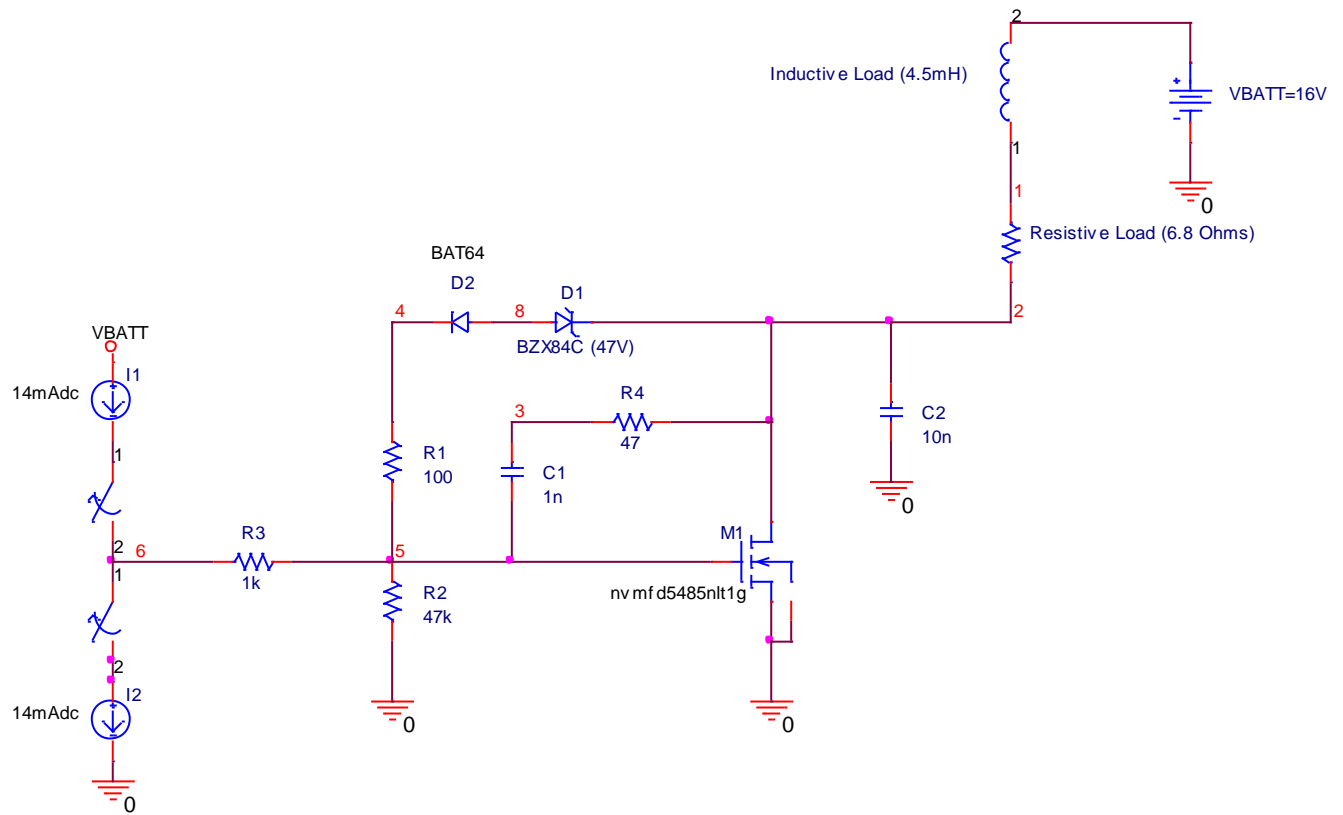 2
Inductive Load (4.5mH)
VBATT=16V
1
1
0
Resistive Load (6.8 Ohms)
BAT64
D2
D1
4
8
2
BZX84C (47V)
VBATT
I1
14mAdc
R4
3
47
C2
10n
1
R1
100
C1
1n
0
R3
M1
2
6
5
1
1k
R2
47k
nvmfd5485nlt1g
2
I2
14mAdc
0
0
0